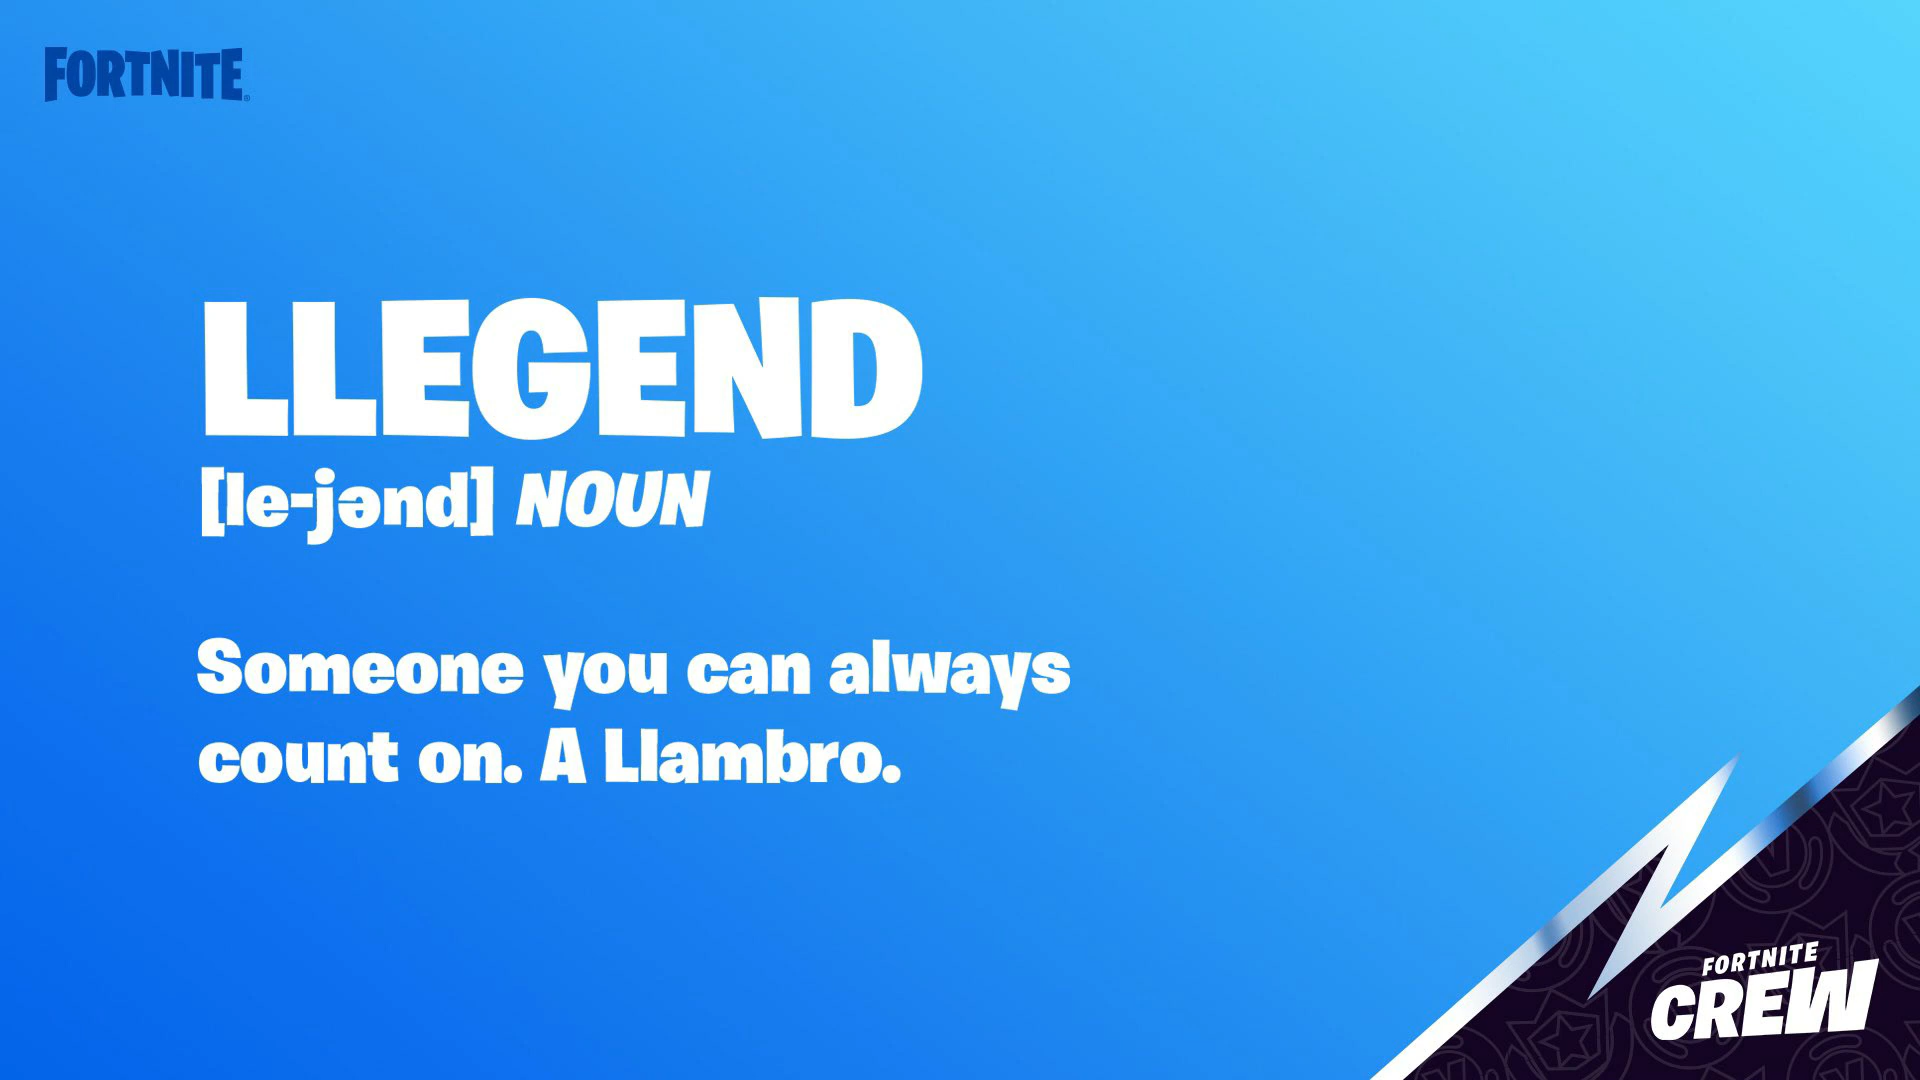 FORTNITE®
LLEGEND
[le-jənd] NOUN
Someone you can always
count on. A Llambro.
FORTNITE
CREW